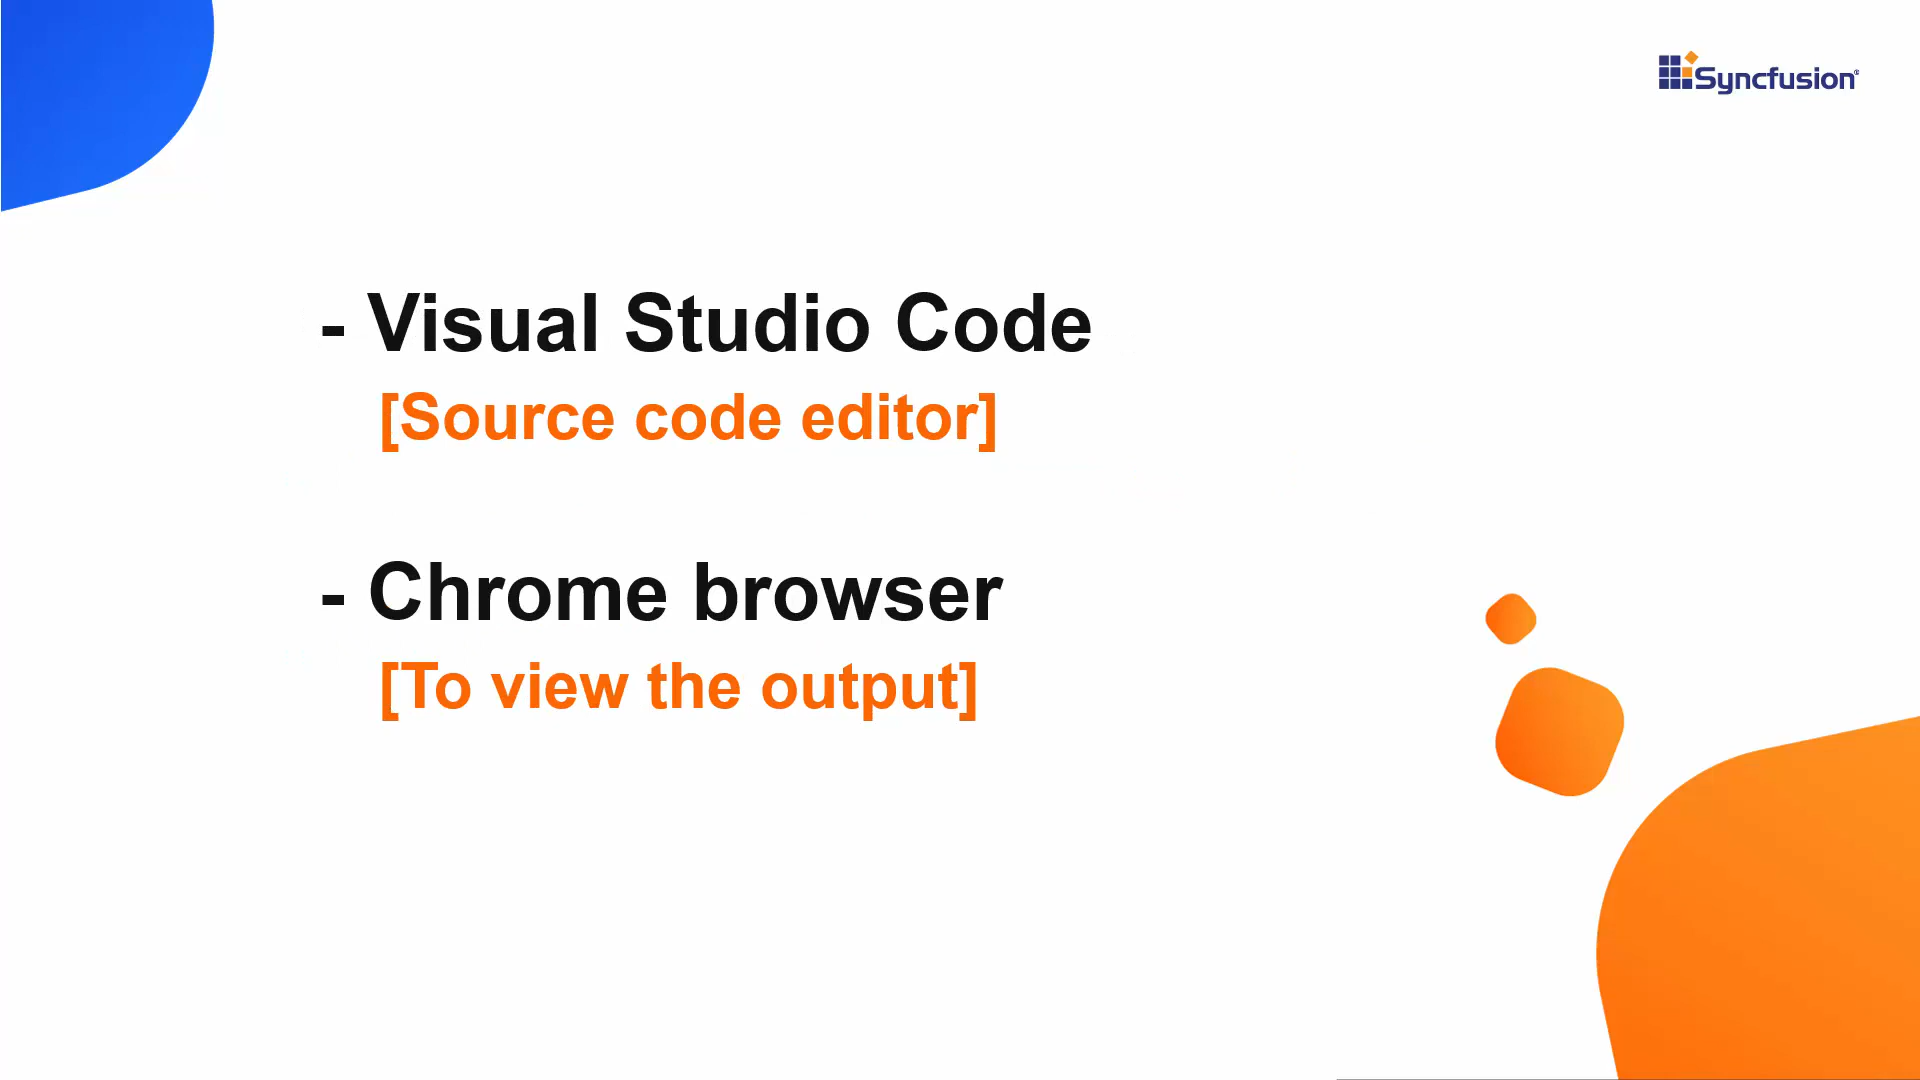 Syncfusion®
- Visual Studio Code
[Source code editor]
- Chrome browser
[To view the output]